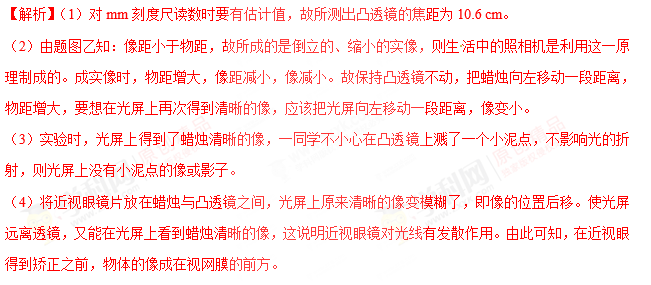 【解析】（1）对 mm 刻度尺读数时要有估计值，故所测出凸透镜的焦距为 10.6 cm。
（2）由题图乙知：像距小于物距，故所成的是倒立的、缩小的实像，则生活中的照相机是利用这一原
理制成的。成实像时，物距增大，像距减小，像减小。故保持凸透镜不动，把蜡烛向左移动一段距离，
物距增大，要想在光屏上再次得到清晰的像，应该把光屏向左移动一段距离，像变小。
（3）实验时，光屏上得到了蜡烛清晰的像，一同学不小心在凸透镜上溅了一个小泥点，不影响光的折
射，则光屏上没有小泥点的像或影子。
（4）将近视眼镜片放在蜡烛与凸透镜之间，光屏上原来清晰的像变模糊了，即像的位置后移。使光屏
远离透镜，又能在光屏上看到蜡烛清晰的像，这说明近视眼镜对光线有发散作用。由此可知，在近视眼
得到矫正之前，物体的像成在视网膜的前方。